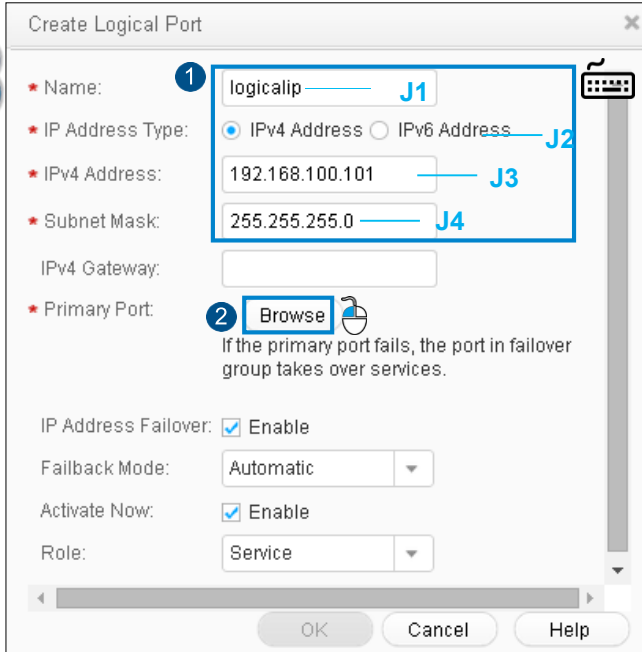 Create Logical Port
1
* Name: logicalip J1
* IP Address Type: IPv4 Address IPv6 Address J2
* IPv4 Address: 192.168.100.101 J3
* Subnet Mask: 255.255.255.0 J4
IPv4 Gateway:
* Primary Port: 2 Browse
If the primary port fails, the port in failover
group takes over services.
IP Address Failover: Enable
Failback Mode: Automatic
Activate Now: Enable
Role: Service
OK Cancel Help